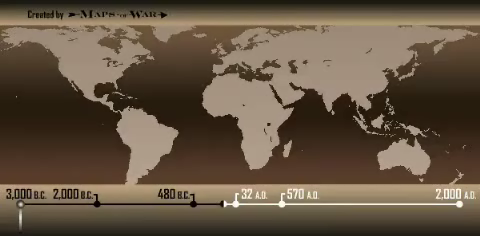 Created by MAPS OF WAR
3,000 B.C. 2,000 B.C. 480 B.C. 32 A.D. 570 A.D. 2,000 A.D.